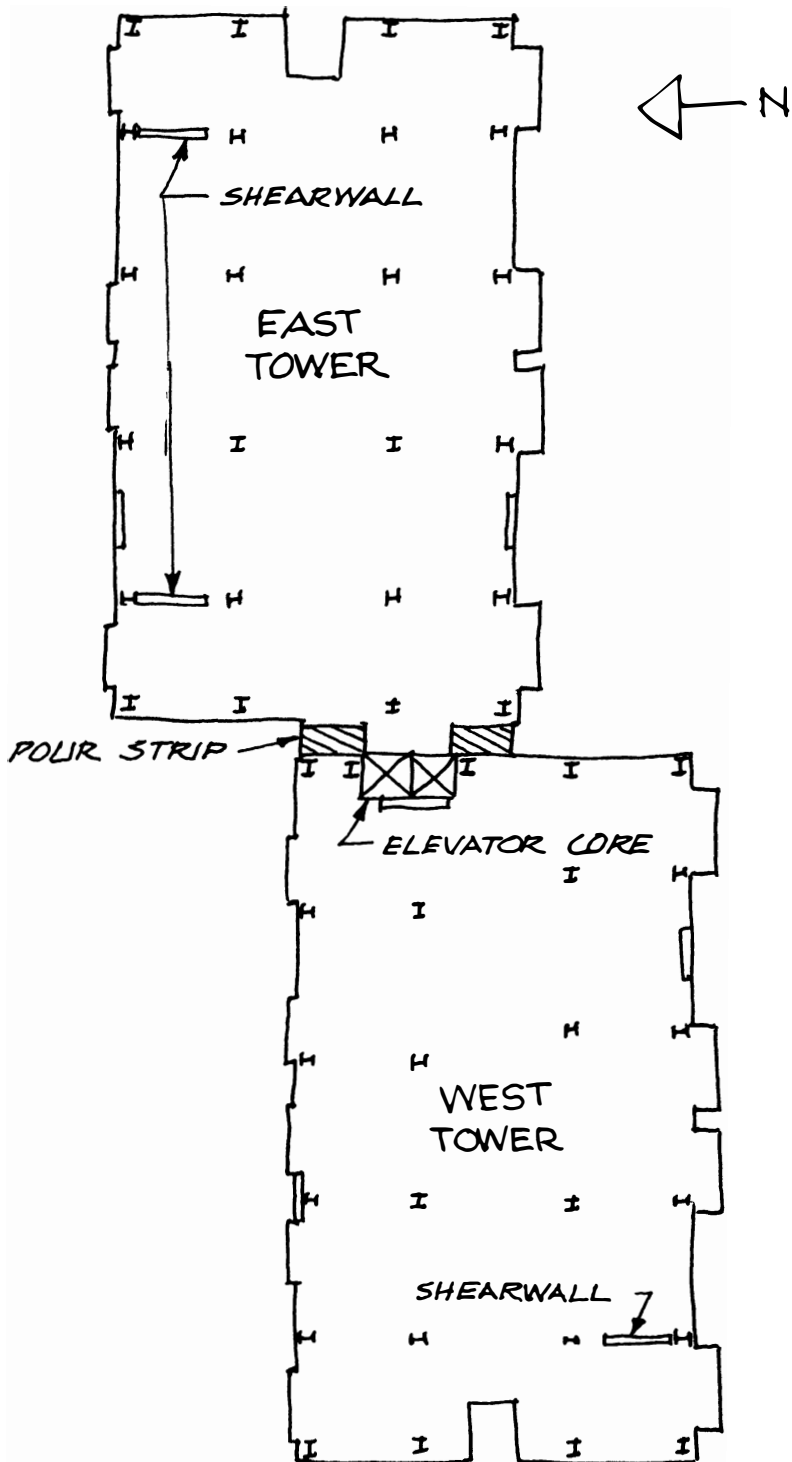 N
SHEARWALL
EAST
TOWER
POUR STRIP
ELEVATOR CORE
WEST
TOWER
SHEARWALL